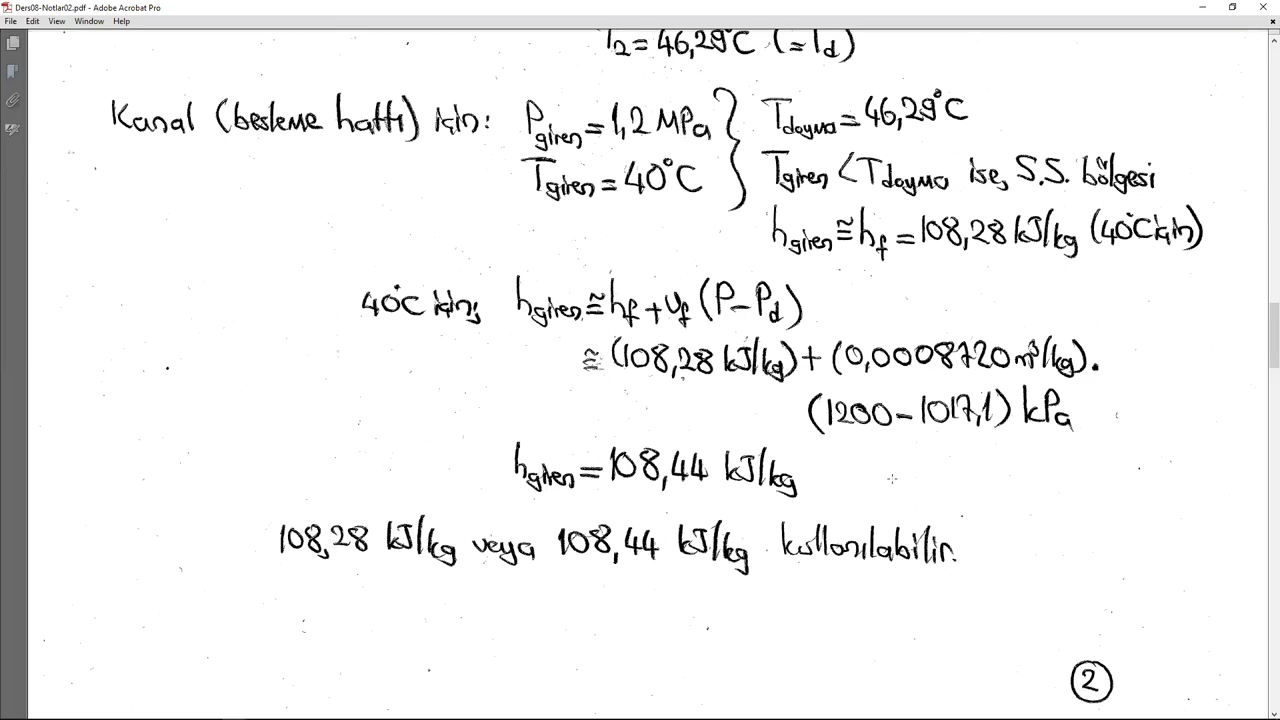 Ders08-Notlar02.pdf - Adobe Acrobat Pro
File Edit View Window Help
T2 = 46,29°C (= Td)
Kanal (besleme hattı) için: Pgiren = 1,2 MPa } Tdoyma = 46,29°C
Tgiren = 40°C } Tgiren < Tdoyma ise, S.S. bölgesi
hgiren ≅ hf = 108,28 kJ/kg (40°C için)
40°C için; hgiren ≅ hf + υf (P - Pd)
≅ (108,28 kJ/kg) + (0,0008720 m³/kg).
(1200 - 1017,1) kPa
hgiren = 108,44 kJ/kg
108,28 kJ/kg veya 108,44 kJ/kg kullanılabilir.
2